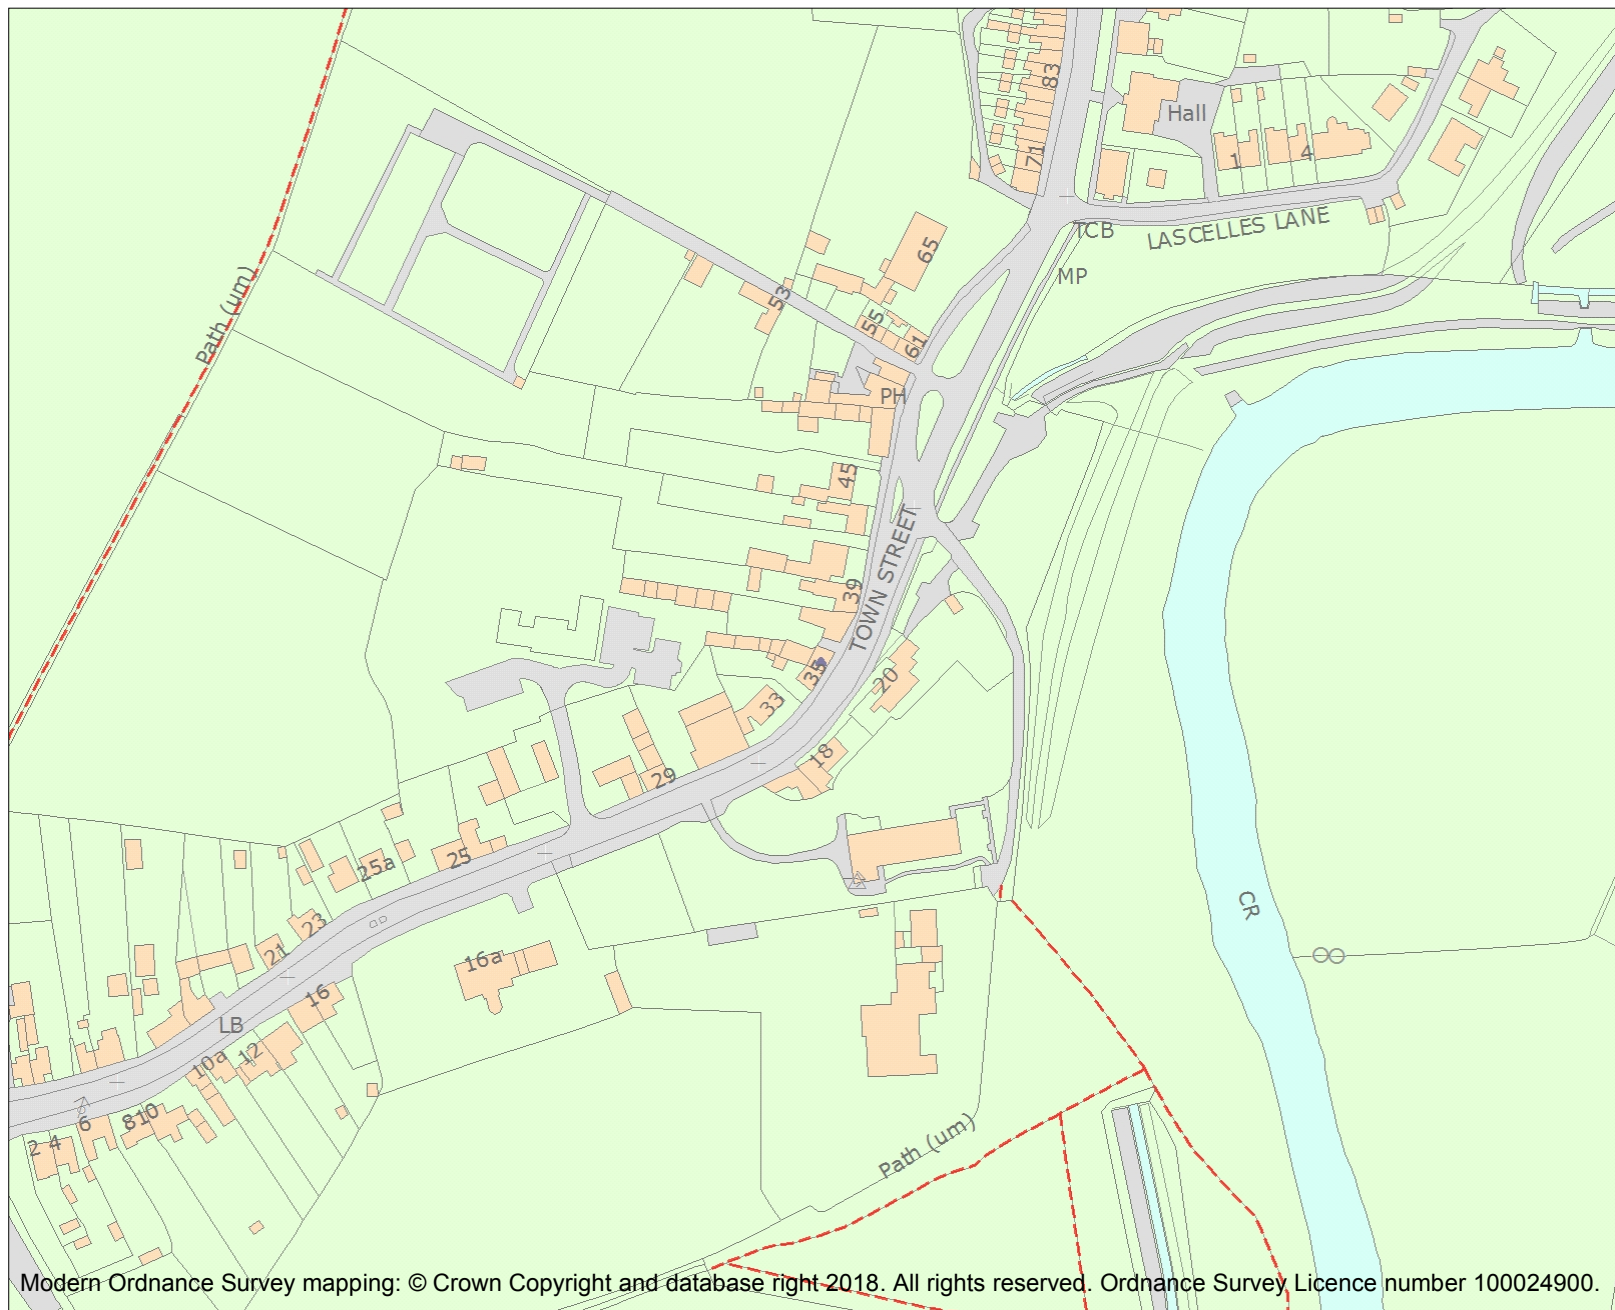 83
Hall
71
1
4
TCB
LASCELLES LANE
65
MP
Path (um)
53
55
61
PH
45
TOWN STREET
39
35
20
33
18
29
25
25a
CR
23
21
16a
16
LB
10a
12
6
8
10
2
4
Path (um)
Modern Ordnance Survey mapping: © Crown Copyright and database right 2018. All rights reserved. Ordnance Survey Licence number 100024900.